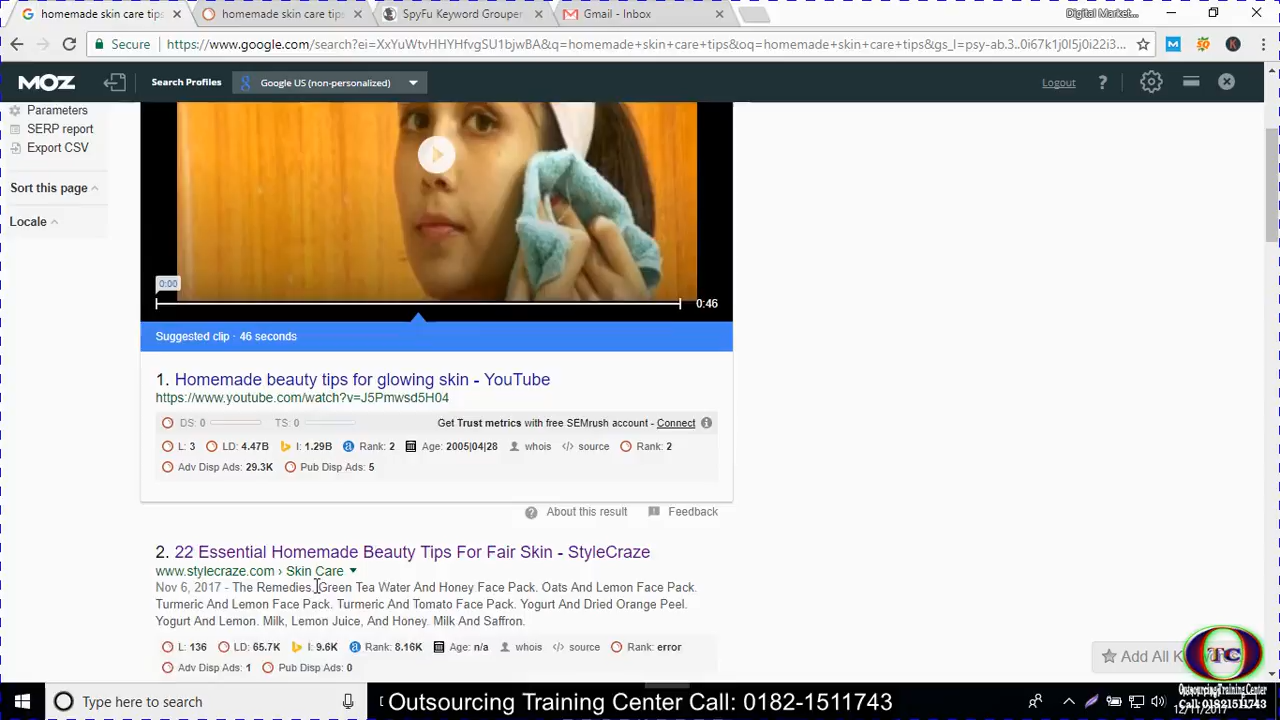 homemade skin care tips
homemade skin care tips
SpyFu Keyword Grouper
Gmail - Inbox
Digital Market...
Secure
https://www.google.com/search?ei=XxYuWtvHHYHfvgSU1bjwBA&q=homemade+skin+care+tips&oq=homemade+skin+care+tips&gs_l=psy-ab.3..0i67k1j0l5j0i22i3...
MOZ
Search Profiles
Google US (non-personalized)
Logout
?
Parameters
SERP report
Export CSV
Sort this page
Locale
0:00
0:46
Suggested clip · 46 seconds
1. Homemade beauty tips for glowing skin - YouTube
https://www.youtube.com/watch?v=J5Pmwsd5H04
DS: 0 TS: 0 Get Trust metrics with free SEMrush account - Connect
L: 3 LD: 4.47B I: 1.29B Rank: 2 Age: 2005|04|28 whois </> source Rank: 2
Adv Disp Ads: 29.3K Pub Disp Ads: 5
About this result Feedback
2. 22 Essential Homemade Beauty Tips For Fair Skin - StyleCraze
www.stylecraze.com › Skin Care
Nov 6, 2017 - The Remedies. Green Tea Water And Honey Face Pack. Oats And Lemon Face Pack.
Turmeric And Lemon Face Pack. Turmeric And Tomato Face Pack. Yogurt And Dried Orange Peel.
Yogurt And Lemon. Milk, Lemon Juice, And Honey. Milk And Saffron.
L: 136 LD: 65.7K I: 9.6K Rank: 8.16K Age: n/a whois </> source Rank: error
Adv Disp Ads: 1 Pub Disp Ads: 0
Add All
OTC
Outsourcing Training Center
Call: 01821511743
Type here to search
Outsourcing Training Center Call: 0182-1511743